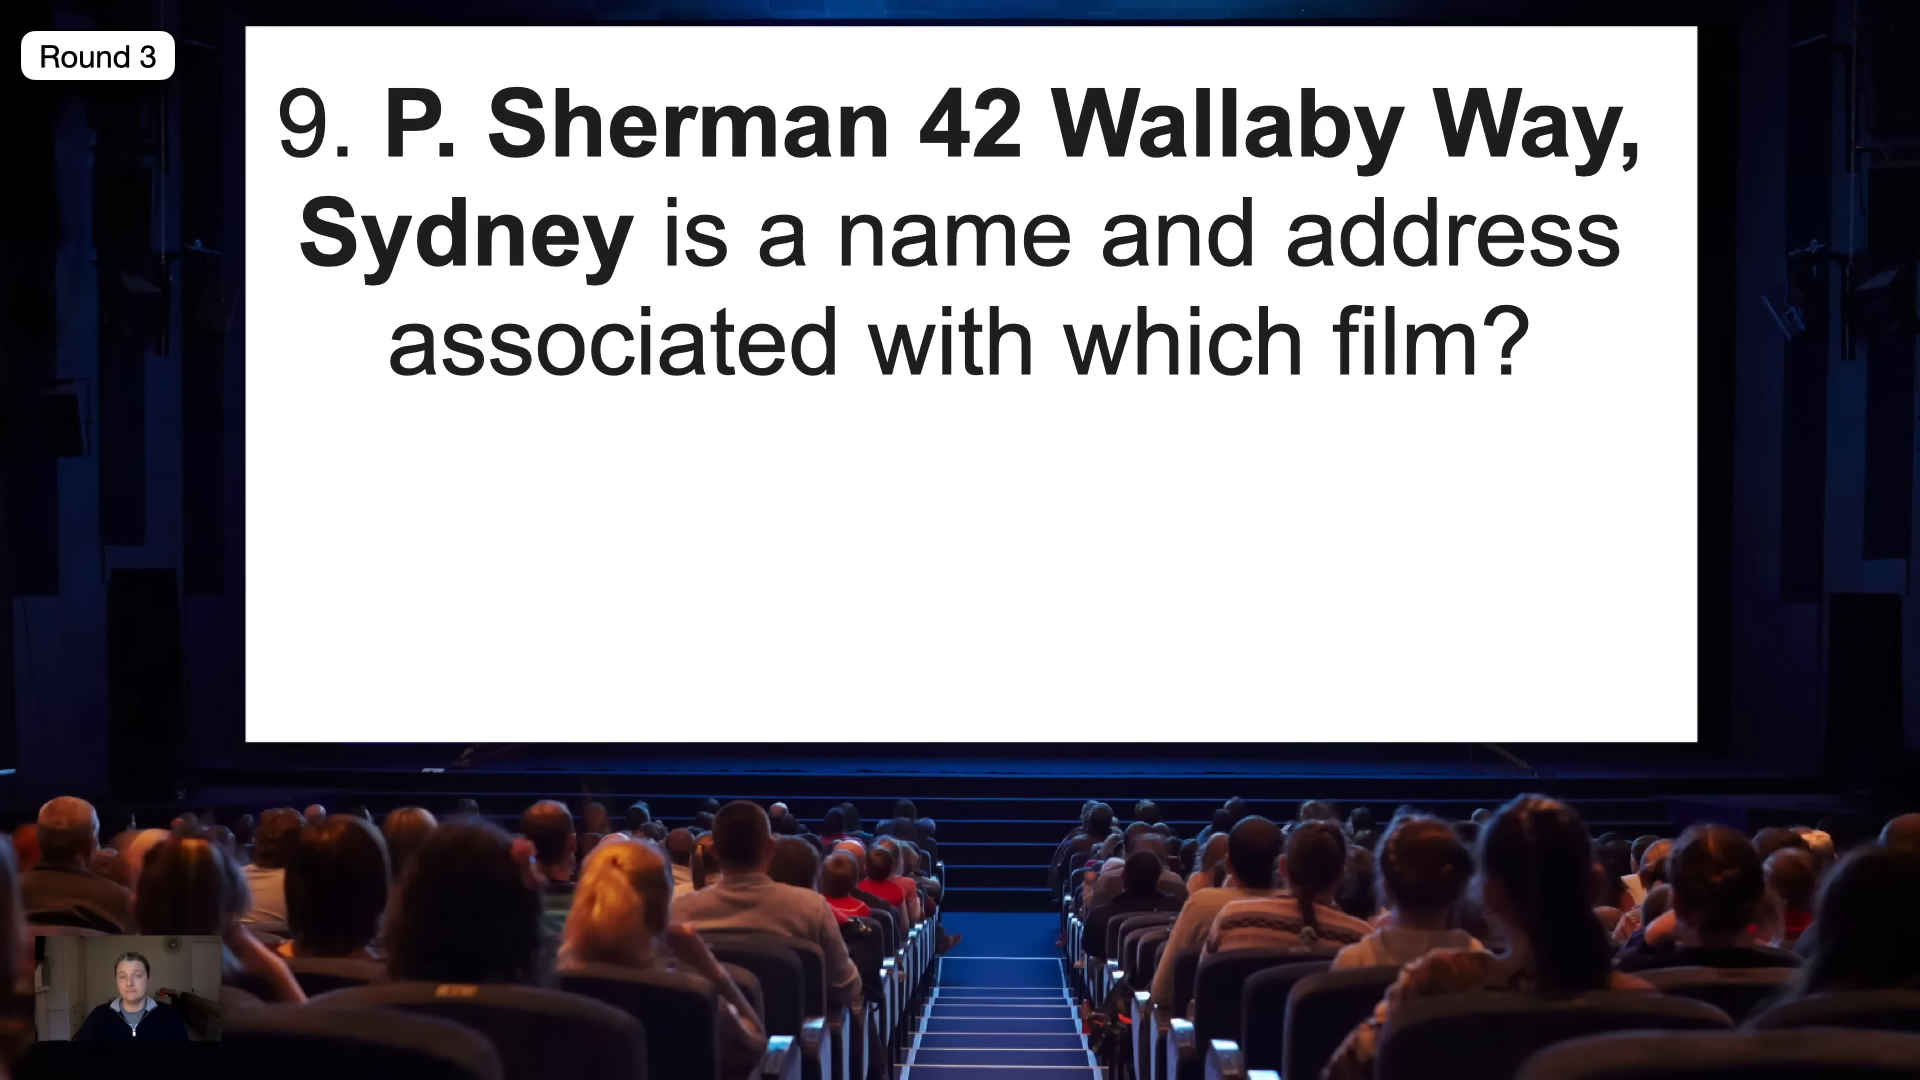 Round 3
9. P. Sherman 42 Wallaby Way,
Sydney is a name and address
associated with which film?